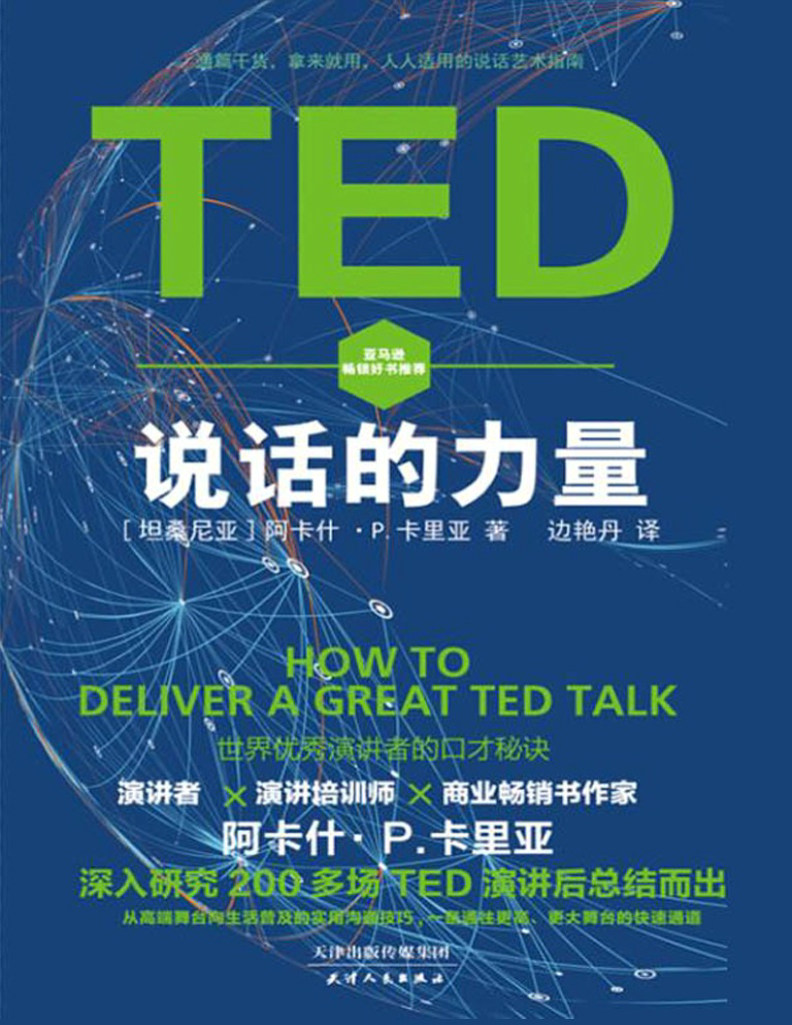 通篇干货，拿来就用，人人适用的说话艺术指南
TED
亚马逊
畅销好书推荐
说话的力量
[坦桑尼亚] 阿卡什·P.卡里亚 著 边艳丹 译
HOW TO
DELIVER A GREAT TED TALK
世界优秀演讲者的口才秘诀
演讲者 × 演讲培训师 × 商业畅销书作家
阿卡什·P.卡里亚
深入研究 200 多场 TED 演讲后总结而出
从高端舞台向生活普及的实用沟通技巧，一条通往更高、更大舞台的快速通道
天津出版传媒集团
天津人民出版社